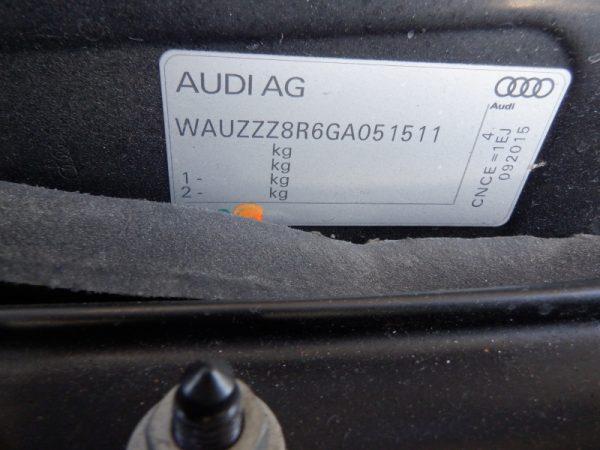 AUDI AG
Audi
WAUZZZ8R6GA051511
kg
kg
1 - kg
2 - kg
CNCE =1EJ 4
092015